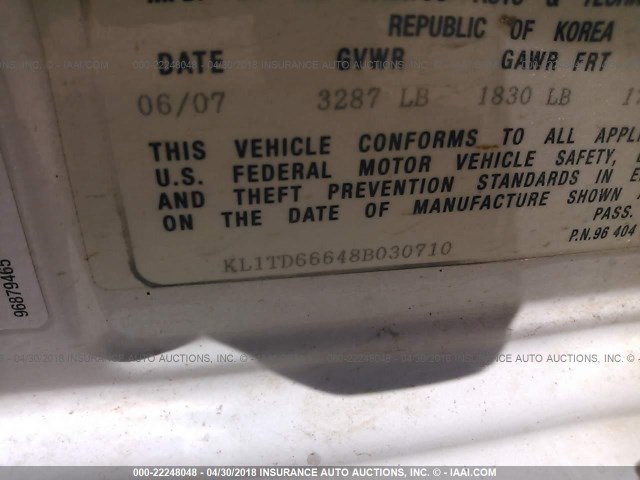 REPUBLIC OF KOREA
DATE GVWR GAWR FRT
06/07 3287 LB 1830 LB
THIS VEHICLE CONFORMS TO ALL
U.S. FEDERAL MOTOR VEHICLE SAFETY,
AND THEFT PREVENTION STANDARDS IN
ON THE DATE OF MANUFACTURE SHOWN
PASS.
P.N.96 404
KL1TD66648B030710
96879465
000-22248048 - 04/30/2018 INSURANCE AUTO AUCTIONS, INC. - © IAAI.COM